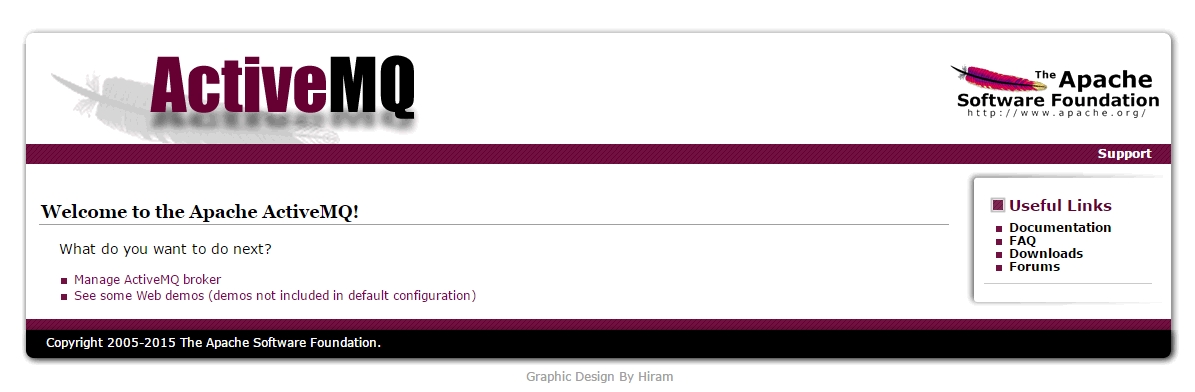 ActiveMQ
The Apache
Software Foundation
http://www.apache.org/
Support
Welcome to the Apache ActiveMQ!
What do you want to do next?
Manage ActiveMQ broker
See some Web demos (demos not included in default configuration)
Useful Links
Documentation
FAQ
Downloads
Forums
Copyright 2005-2015 The Apache Software Foundation.
Graphic Design By Hiram